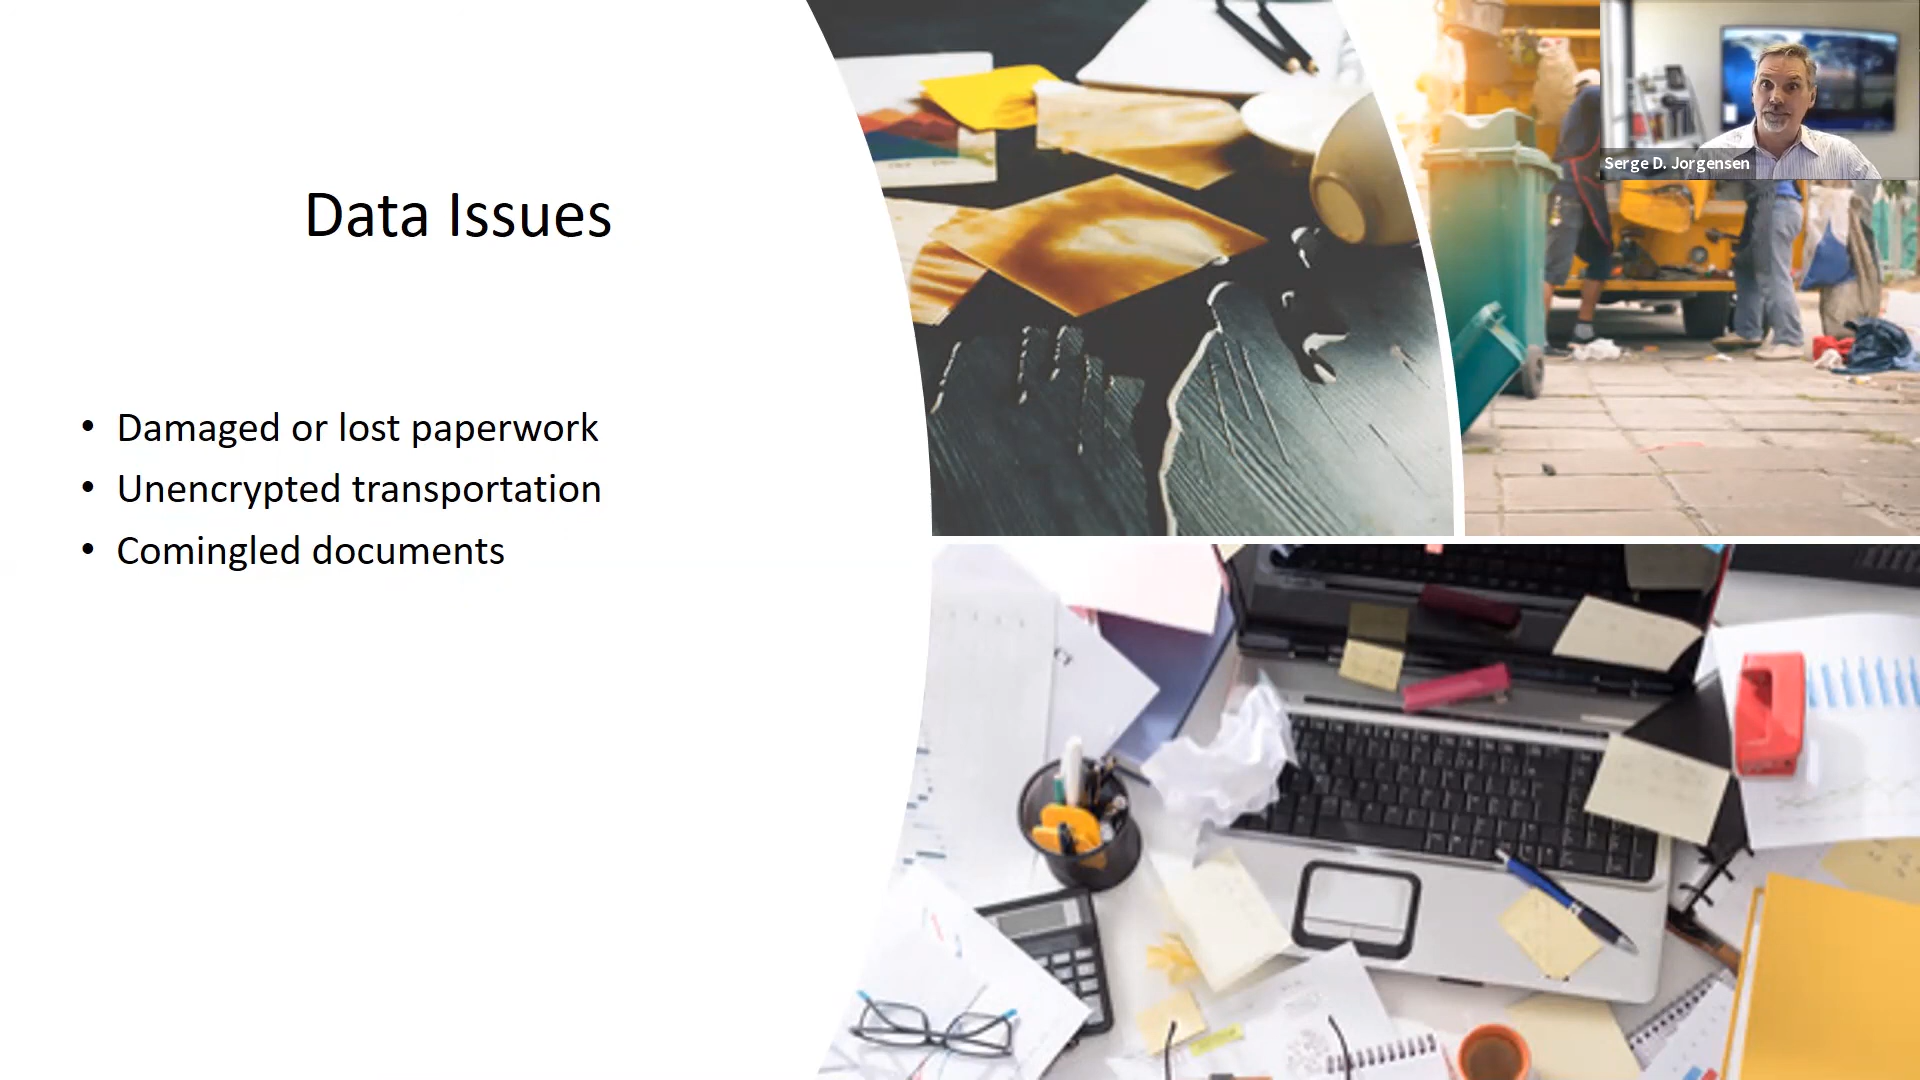 Data Issues
• Damaged or lost paperwork
• Unencrypted transportation
• Comingled documents
Serge D. Jorgensen